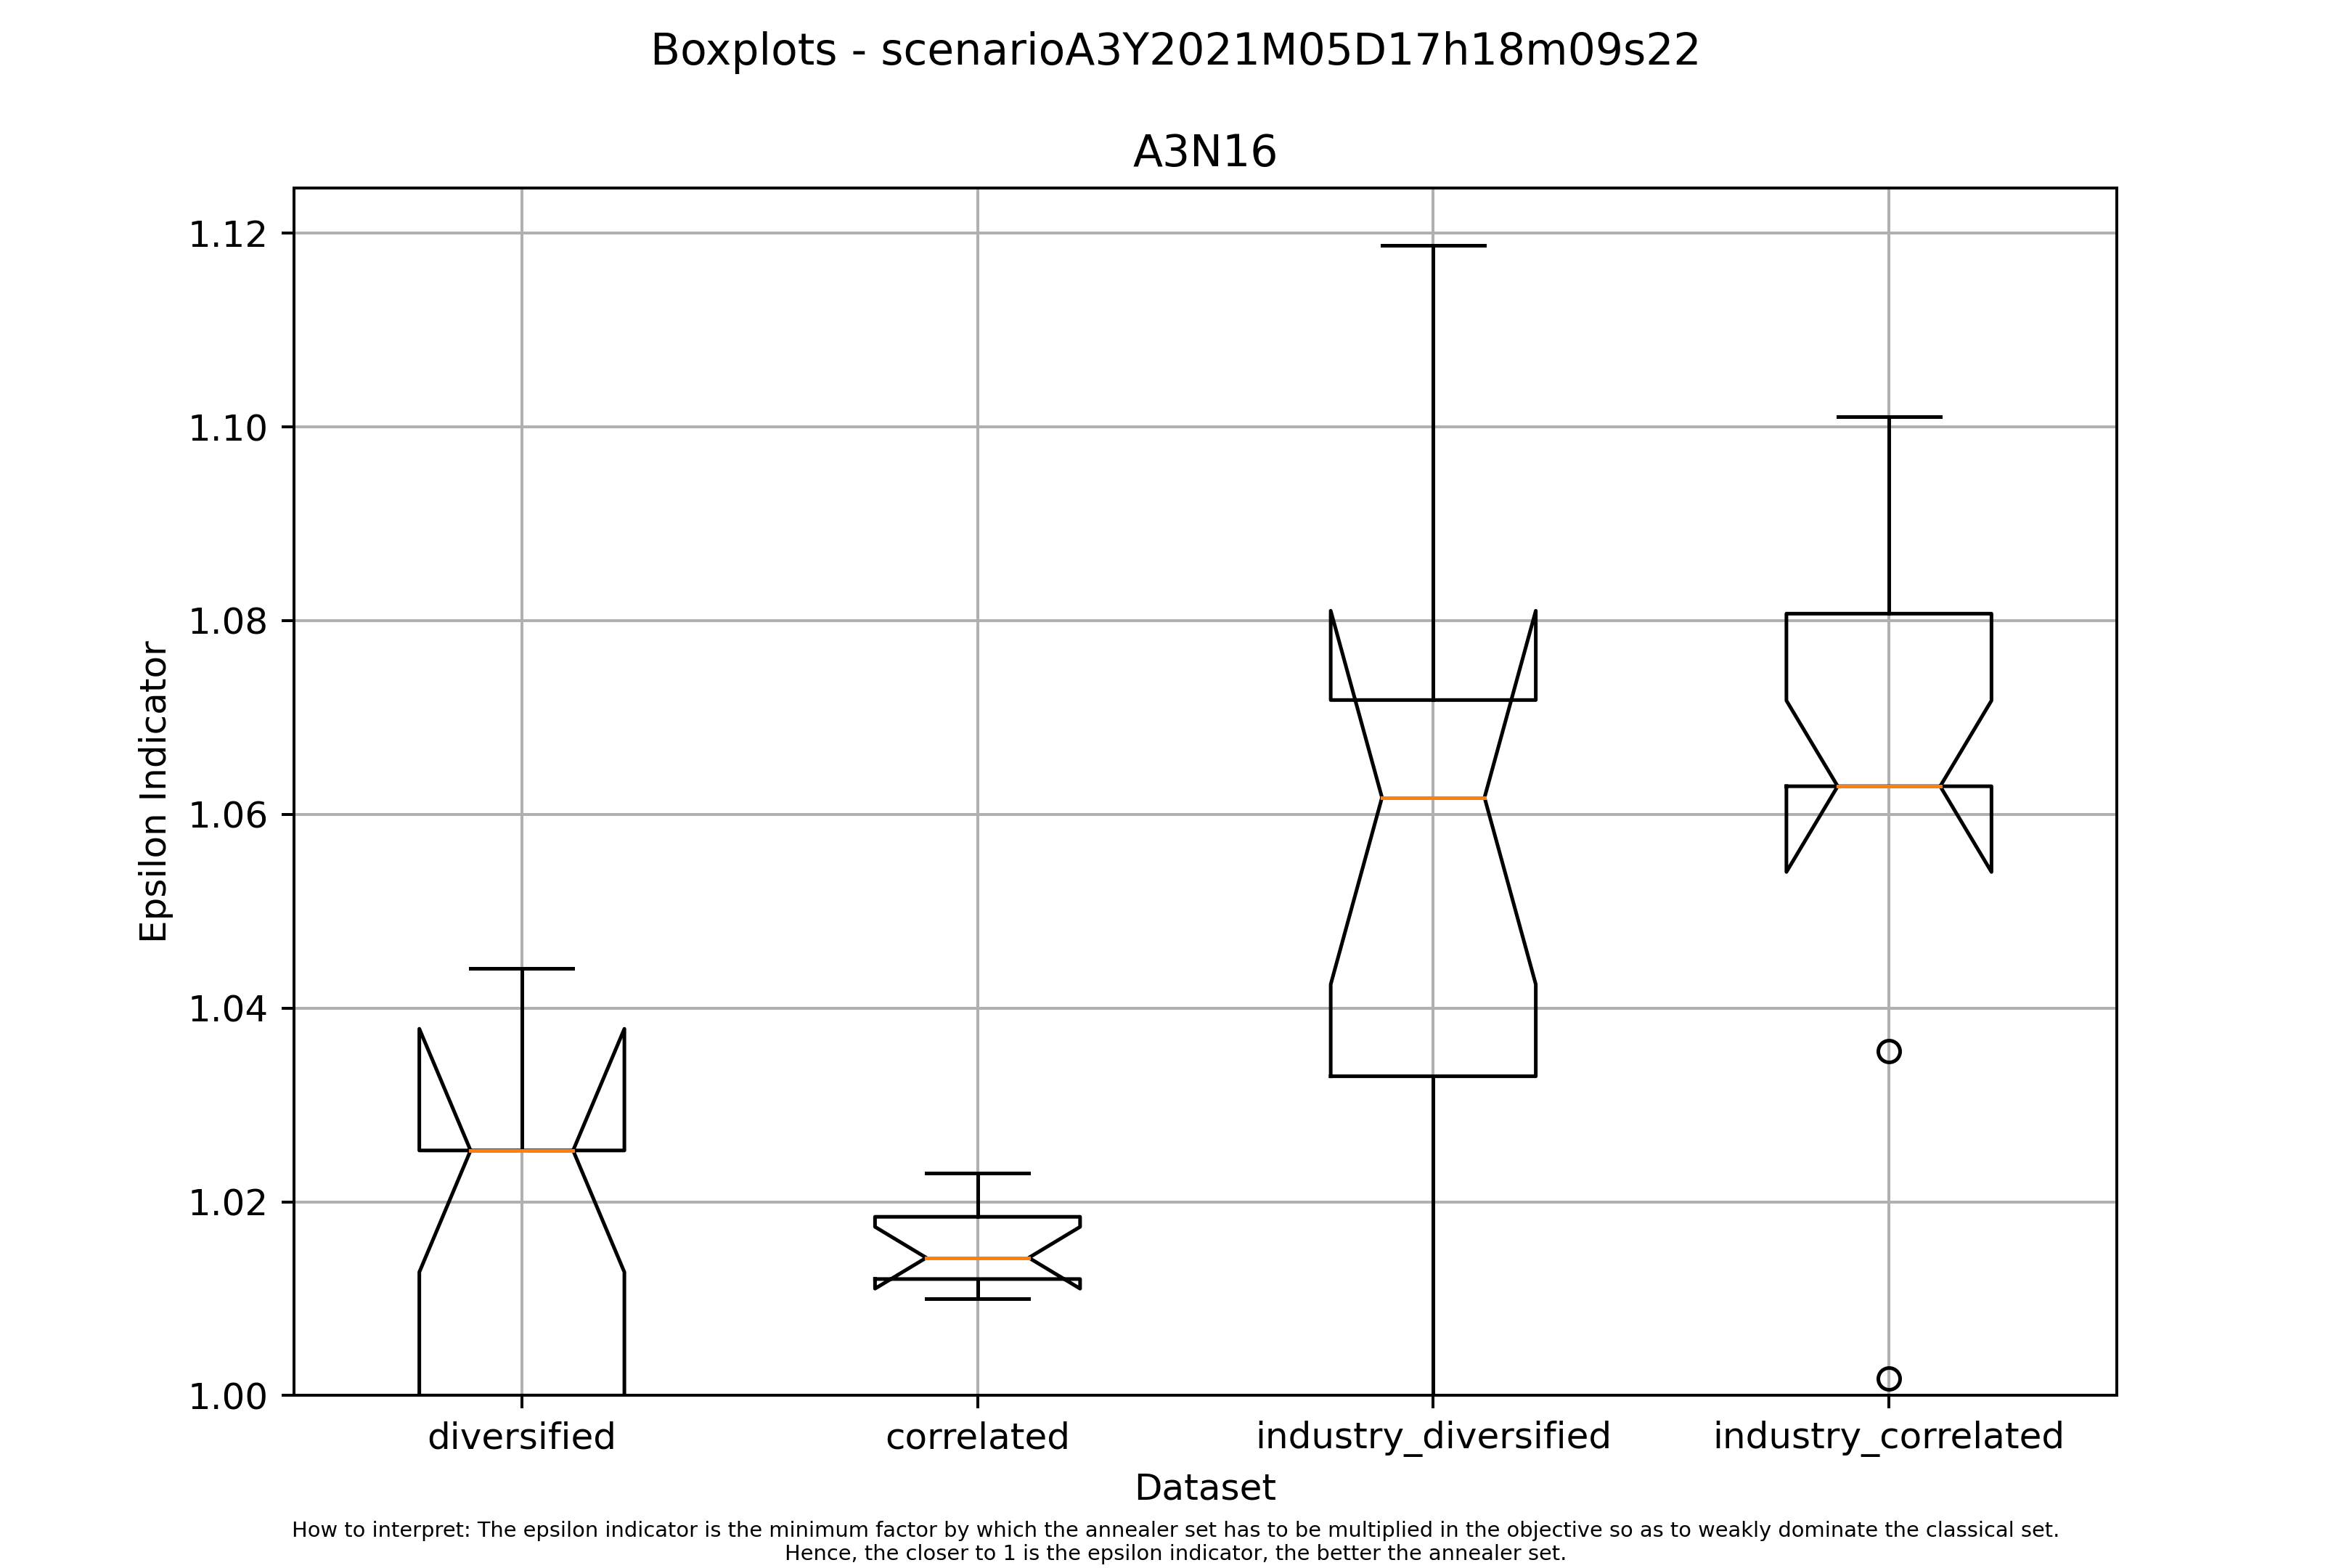 Boxplots - scenarioA3Y2021M05D17h18m09s22
A3N16
1.12
1.10
1.08
1.06
1.04
1.02
1.00
Epsilon Indicator
diversified correlated industry_diversified industry_correlated
Dataset
How to interpret: The epsilon indicator is the minimum factor by which the annealer set has to be multiplied in the objective so as to weakly dominate the classical set.
Hence, the closer to 1 is the epsilon indicator, the better the annealer set.